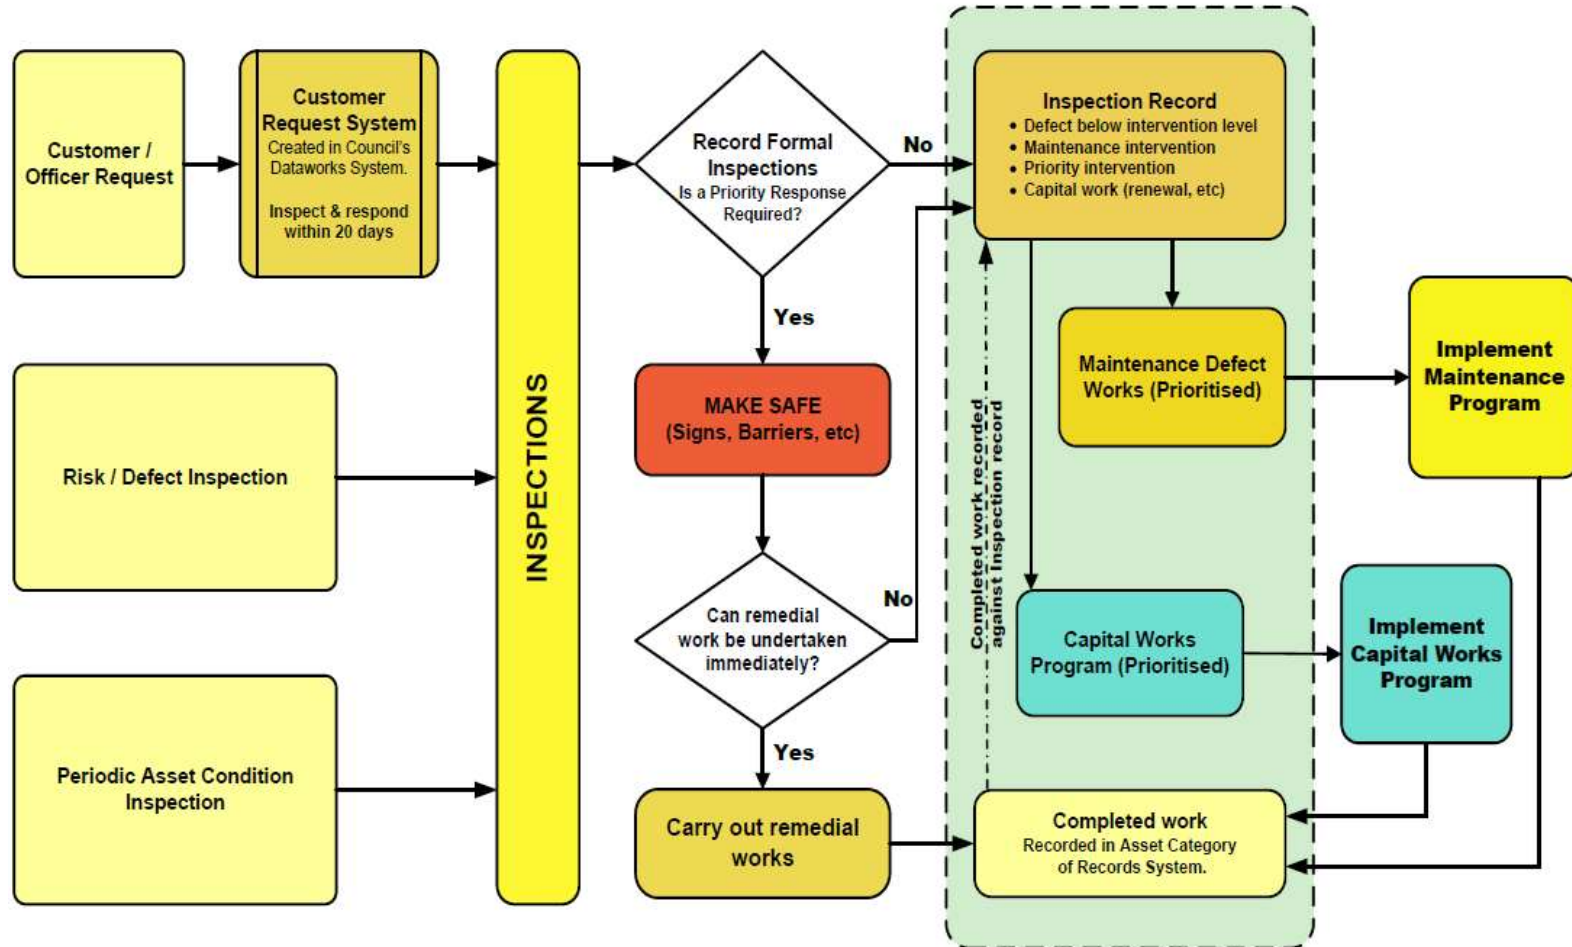 Customer /
Officer Request
Customer
Request System
Created in Council's
Dataworks System.
Inspect & respond
within 20 days
Risk / Defect Inspection
Periodic Asset Condition
Inspection
INSPECTIONS
Record Formal
Inspections
Is a Priority Response
Required?
No
Yes
MAKE SAFE
(Signs, Barriers, etc)
Can remedial
work be undertaken
immediately?
No
Yes
Carry out remedial
works
Inspection Record
• Defect below intervention level
• Maintenance intervention
• Priority intervention
• Capital work (renewal, etc)
Maintenance Defect
Works (Prioritised)
Completed work recorded
against Inspection record
Capital Works
Program (Prioritised)
Completed work
Recorded in Asset Category
of Records System.
Implement
Maintenance
Program
Implement
Capital Works
Program